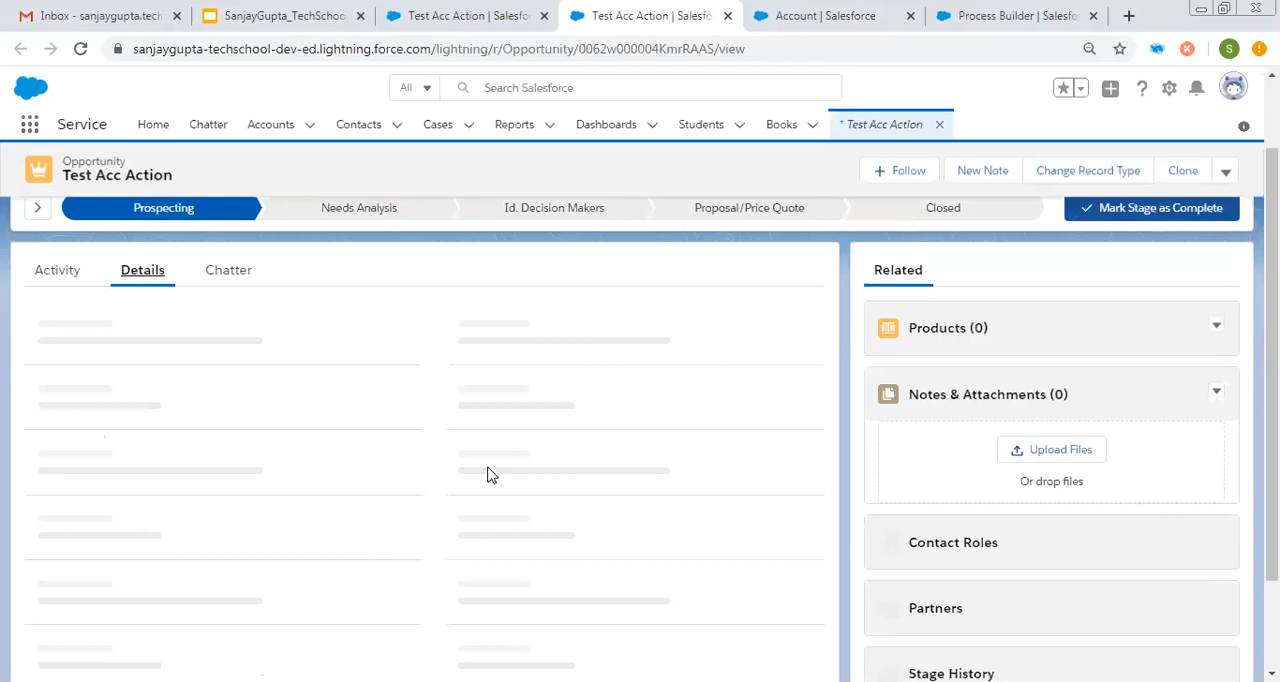 Inbox - sanjaygupta.tech
SanjayGupta_TechSchool
Test Acc Action | Salesfo
Test Acc Action | Salesfo
Account | Salesforce
Process Builder | Salesfo
sanjaygupta-techschool-dev-ed.lightning.force.com/lightning/r/Opportunity/0062w000004KmrRAAS/view
S
All
Search Salesforce
Service
Home
Chatter
Accounts
Contacts
Cases
Reports
Dashboards
Students
Books
* Test Acc Action
Opportunity
Test Acc Action
Follow
New Note
Change Record Type
Clone
Prospecting
Needs Analysis
Id. Decision Makers
Proposal/Price Quote
Closed
Mark Stage as Complete
Activity
Details
Chatter
Related
Products (0)
Notes & Attachments (0)
Upload Files
Or drop files
Contact Roles
Partners
Stage History